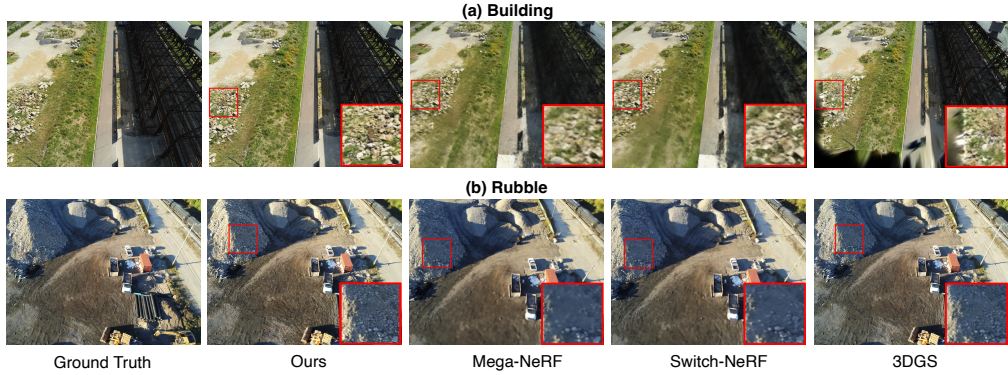 (a) Building
(b) Rubble
Ground Truth
Ours
Mega-NeRF
Switch-NeRF
3DGS